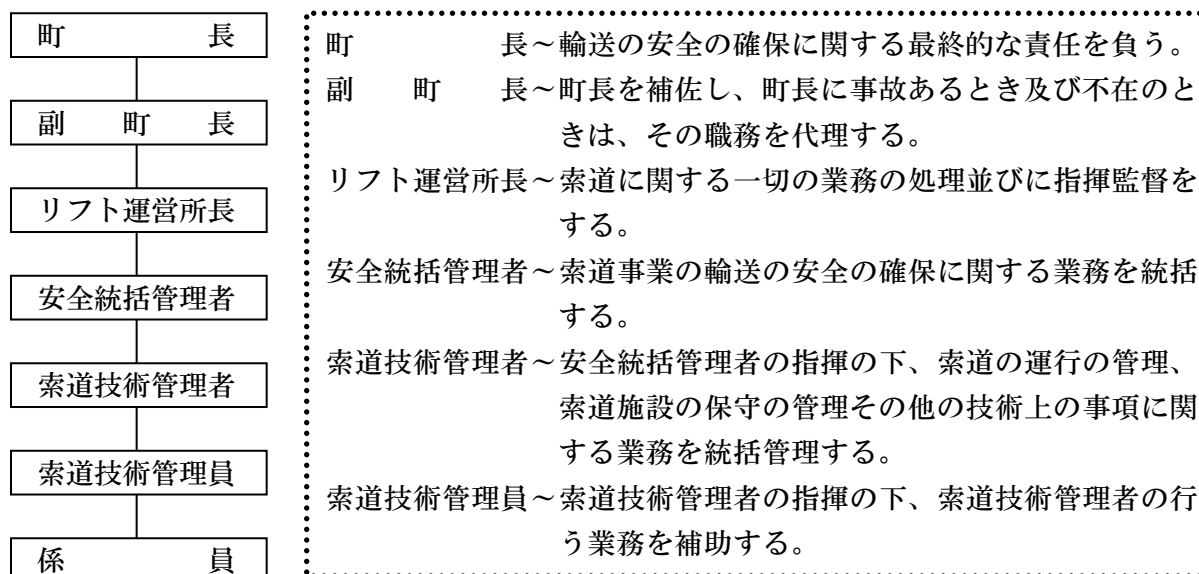 町長
副町長
リフト運営所長
安全統括管理者
索道技術管理者
索道技術管理員
係員
町長～輸送の安全の確保に関する最終的な責任を負う。
副町長～町長を補佐し、町長に事故あるとき及び不在のと
きは、その職務を代理する。
リフト運営所長～索道に関する一切の業務の処理並びに指揮監督を
する。
安全統括管理者～索道事業の輸送の安全の確保に関する業務を統括
する。
索道技術管理者～安全統括管理者の指揮の下、索道の運行の管理、
索道施設の保守の管理その他の技術上の事項に関
する業務を統括管理する。
索道技術管理員～索道技術管理者の指揮の下、索道技術管理者の行
う業務を補助する。